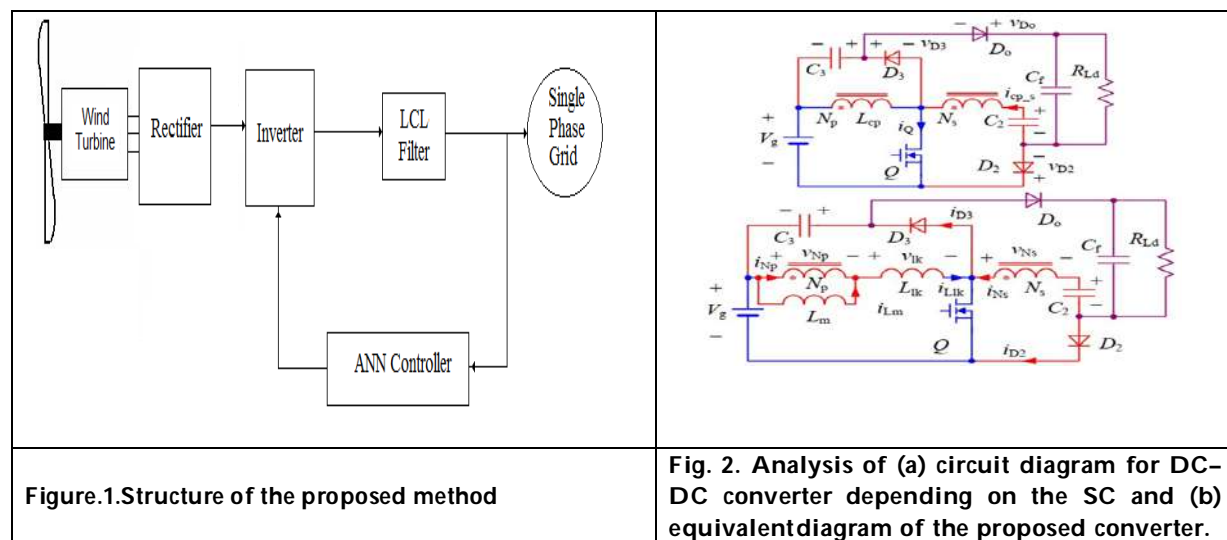 Wind
Turbine
Rectifier
Inverter
LCL
Filter
Single
Phase
Grid
ANN Controller
Figure.1.Structure of the proposed method
− + vDo
Do
− + + − vD3
C3 D3
Cf RLd
icp_s
Np Lcp Ns
iQ
C2 +
−
+
Vg
−
Q
D2 − vD2
+
Do
− + iD3
C3 D3
Cf RLd
iNp + vNp − + vlk − + vNs −
Np Llk iLlk iNs Ns
+
Vg
−
Lm iLm
C2 +
−
Q
iD2 D2
Fig. 2. Analysis of (a) circuit diagram for DC–
DC converter depending on the SC and (b)
equivalentdiagram of the proposed converter.